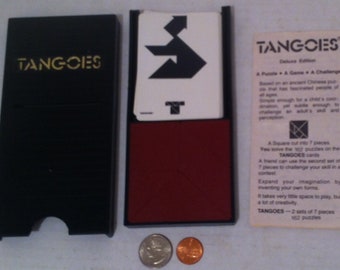 TANGOES
TANGOES
Deluxe Edition
A Puzzle • A Game • A Challenge
Based on an ancient Chinese puz-
zle that has fascinated people of
all ages.
Simple enough for a child's com-
yet subtle enough to
challenge an adult's skill and
perception.
A Square cut into 7 pieces
You solve the puzzles on the
TANGOES cards
A friend can use the second set of
7 pieces to challenge your skill in a
contest.
Expand your imagination by
inventing your own forms.
It takes very little space to play, but
a lot of creativity.
TANGOES — 2 sets of 7 pieces
puzzles